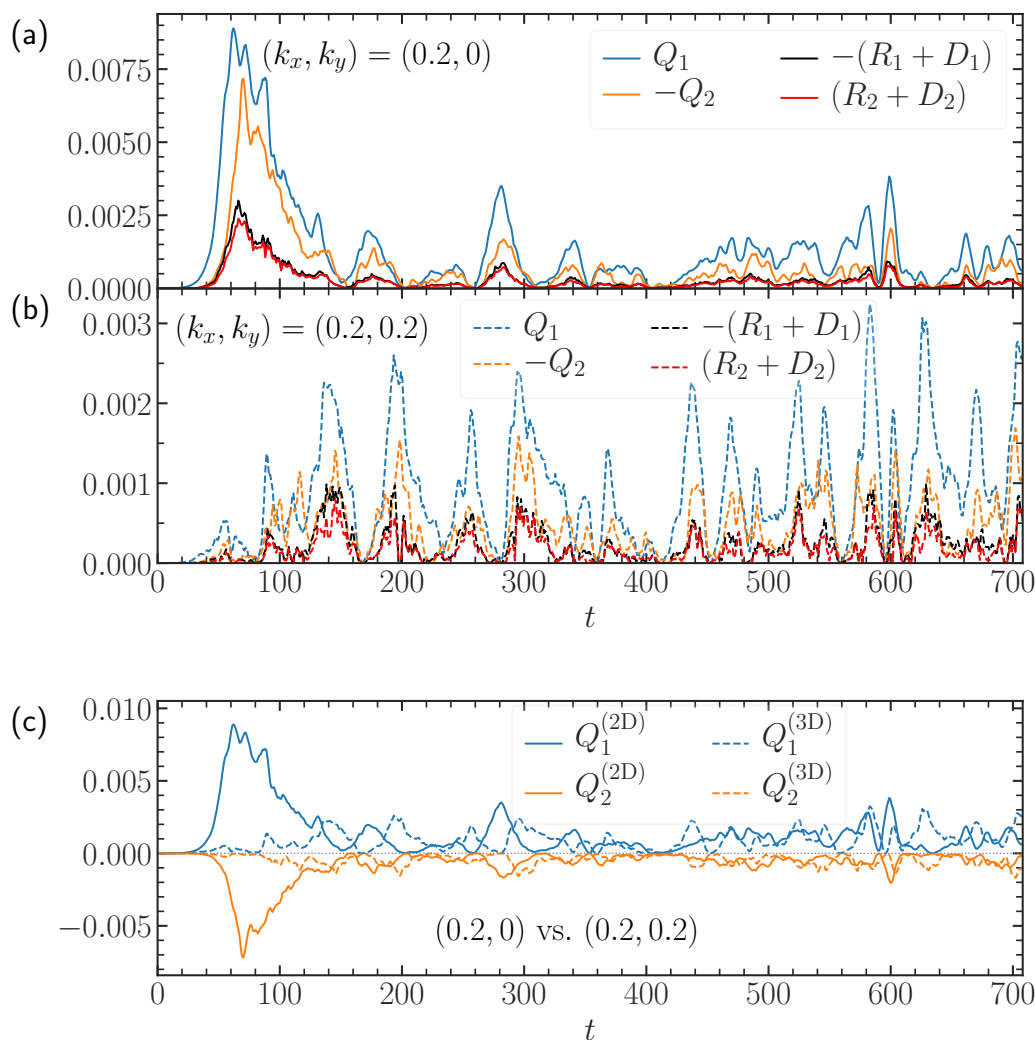 (a)
(k_x, k_y) = (0.2, 0)
Q_1
−Q_2
−(R_1 + D_1)
(R_2 + D_2)
0.0075
0.0050
0.0025
0.0000
(b)
(k_x, k_y) = (0.2, 0.2)
Q_1
−Q_2
−(R_1 + D_1)
(R_2 + D_2)
0.003
0.002
0.001
0.000
0 100 200 300 400 500 600 700
t
(c)
Q_1^(2D)
Q_2^(2D)
Q_1^(3D)
Q_2^(3D)
0.010
0.005
0.000
−0.005
(0.2, 0) vs. (0.2, 0.2)
0 100 200 300 400 500 600 700
t